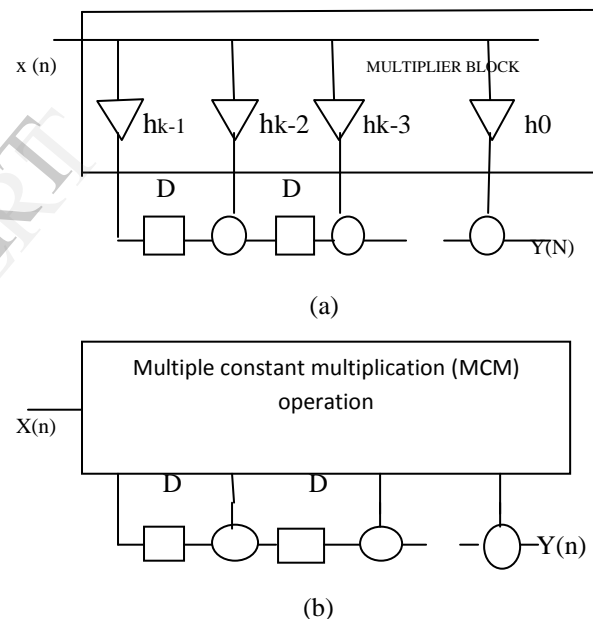 x (n)
MULTIPLIER BLOCK
hk-1 hk-2 hk-3 h0
D D
Y(N)
(a)
Multiple constant multiplication (MCM)
operation
X(n)
D D
Y(n)
(b)